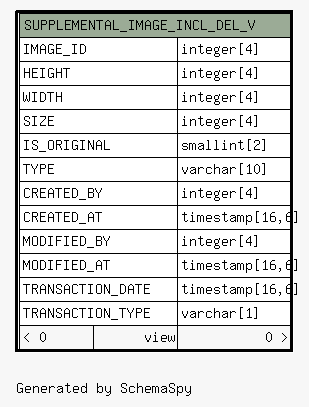 SUPPLEMENTAL_IMAGE_INCL_DEL_V
IMAGE_ID integer[4]
HEIGHT integer[4]
WIDTH integer[4]
SIZE integer[4]
IS_ORIGINAL smallint[2]
TYPE varchar[10]
CREATED_BY integer[4]
CREATED_AT timestamp[16,6]
MODIFIED_BY integer[4]
MODIFIED_AT timestamp[16,6]
TRANSACTION_DATE timestamp[16,6]
TRANSACTION_TYPE varchar[1]
< 0 view 0 >
Generated by SchemaSpy